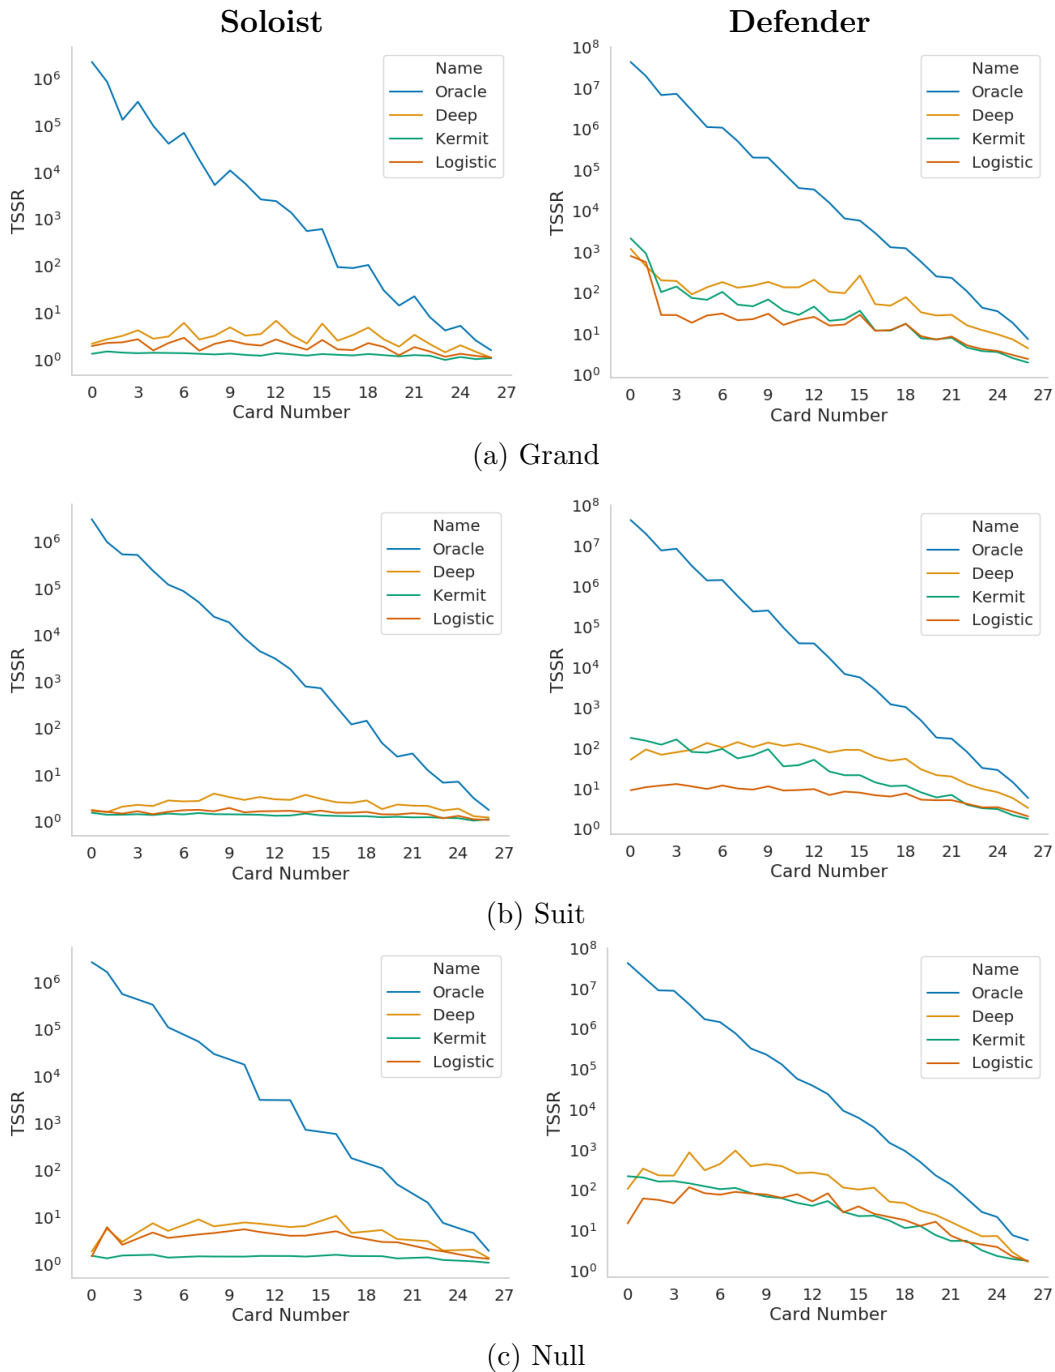 Soloist Defender
10^6
10^5
10^4
10^3
10^2
10^1
10^0
TSSR
0 3 6 9 12 15 18 21 24 27
Card Number
Name
Oracle
Deep
Kermit
Logistic
10^8
10^7
10^6
10^5
10^4
10^3
10^2
10^1
10^0
TSSR
0 3 6 9 12 15 18 21 24 27
Card Number
Name
Oracle
Deep
Kermit
Logistic
(a) Grand
10^6
10^5
10^4
10^3
10^2
10^1
10^0
TSSR
0 3 6 9 12 15 18 21 24 27
Card Number
Name
Oracle
Deep
Kermit
Logistic
10^8
10^7
10^6
10^5
10^4
10^3
10^2
10^1
10^0
TSSR
0 3 6 9 12 15 18 21 24 27
Card Number
Name
Oracle
Deep
Kermit
Logistic
(b) Suit
10^6
10^5
10^4
10^3
10^2
10^1
10^0
TSSR
0 3 6 9 12 15 18 21 24 27
Card Number
Name
Oracle
Deep
Kermit
Logistic
10^8
10^7
10^6
10^5
10^4
10^3
10^2
10^1
10^0
TSSR
0 3 6 9 12 15 18 21 24 27
Card Number
Name
Oracle
Deep
Kermit
Logistic
(c) Null